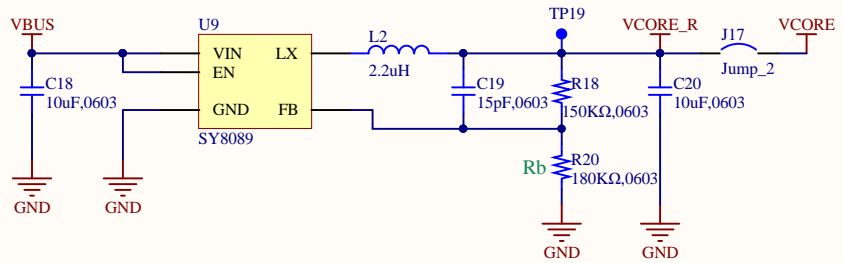 VBUS
U9
TP19
VCORE_R
J17
VCORE
VIN
LX
L2
EN
2.2uH
Jump_2
C18
10uF,0603
C19
15pF,0603
R18
150KΩ,0603
C20
10uF,0603
GND
FB
SY8089
Rb
R20
180KΩ,0603
GND
GND
GND
GND